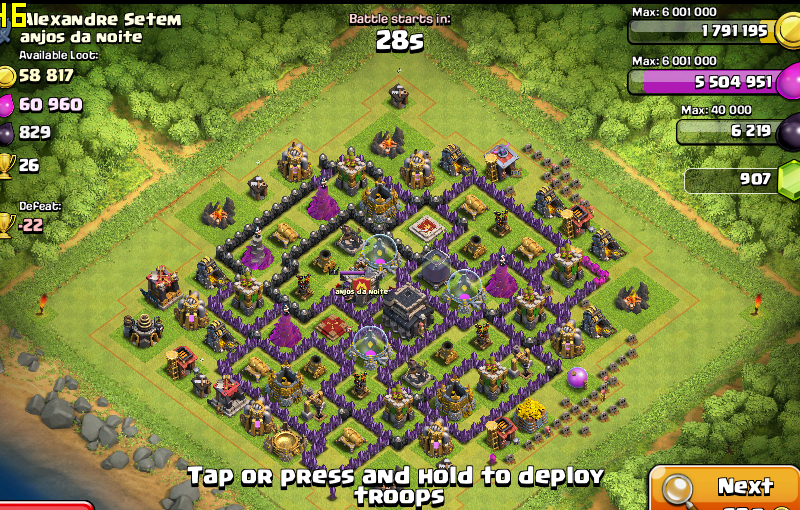 46
Alexandre Setem
anjos da noite
Available Loot:
58 817
60 960
829
26
Defeat:
-22
Battle starts in:
28s
Max: 6 001 000
1 791 195
Max: 6 001 000
5 504 951
Max: 40 000
6 219
907
anjos da noite
Tap or press and hold to deploy
troops
Next